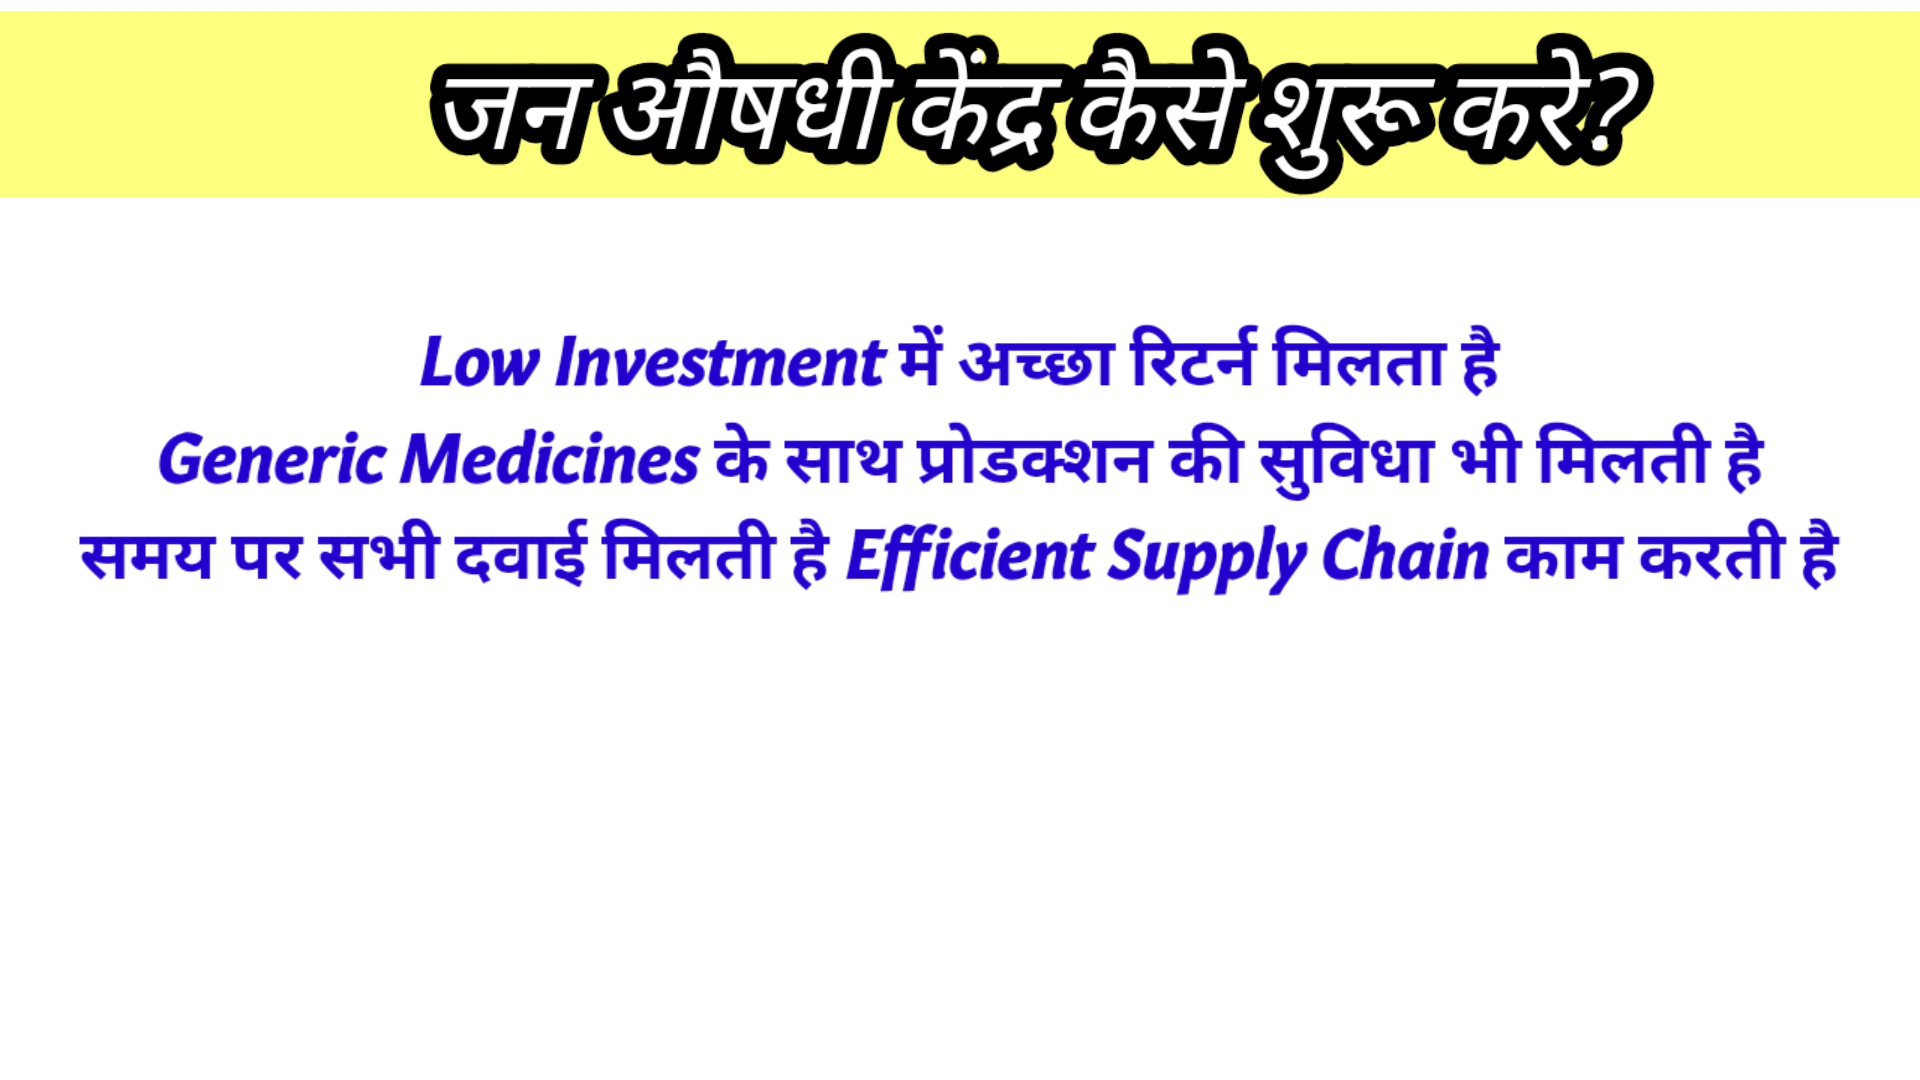 जन औषधी केंद्र कैसे शुरू करे?
Low Investment में अच्छा रिटर्न मिलता है
Generic Medicines के साथ प्रोडक्शन की सुविधा भी मिलती है
समय पर सभी दवाई मिलती है Efficient Supply Chain काम करती है